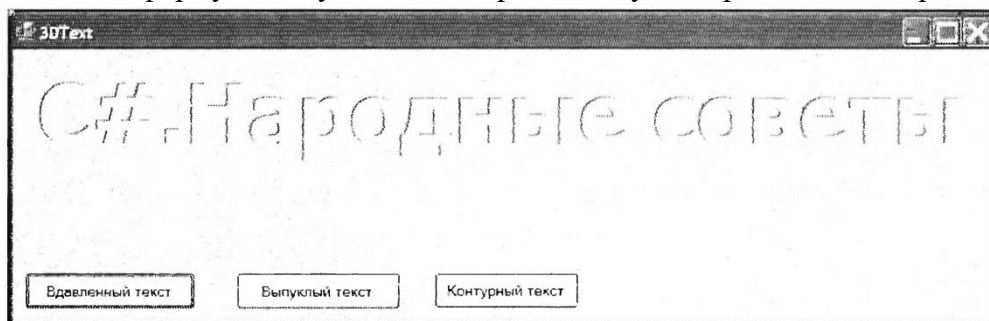 3DText
C#.Народные советы
Вдавленный текст Выпуклый текст Контурный текст